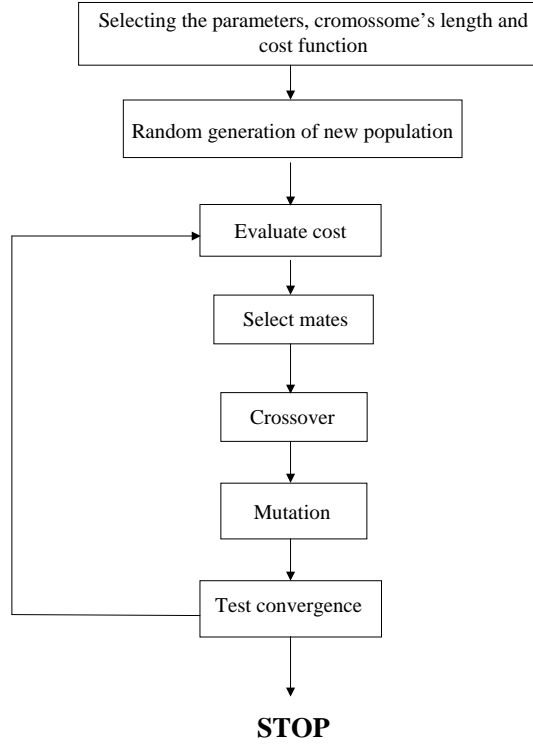 Selecting the parameters, cromossome's length and
cost function
Random generation of new population
Evaluate cost
Select mates
Crossover
Mutation
Test convergence
STOP